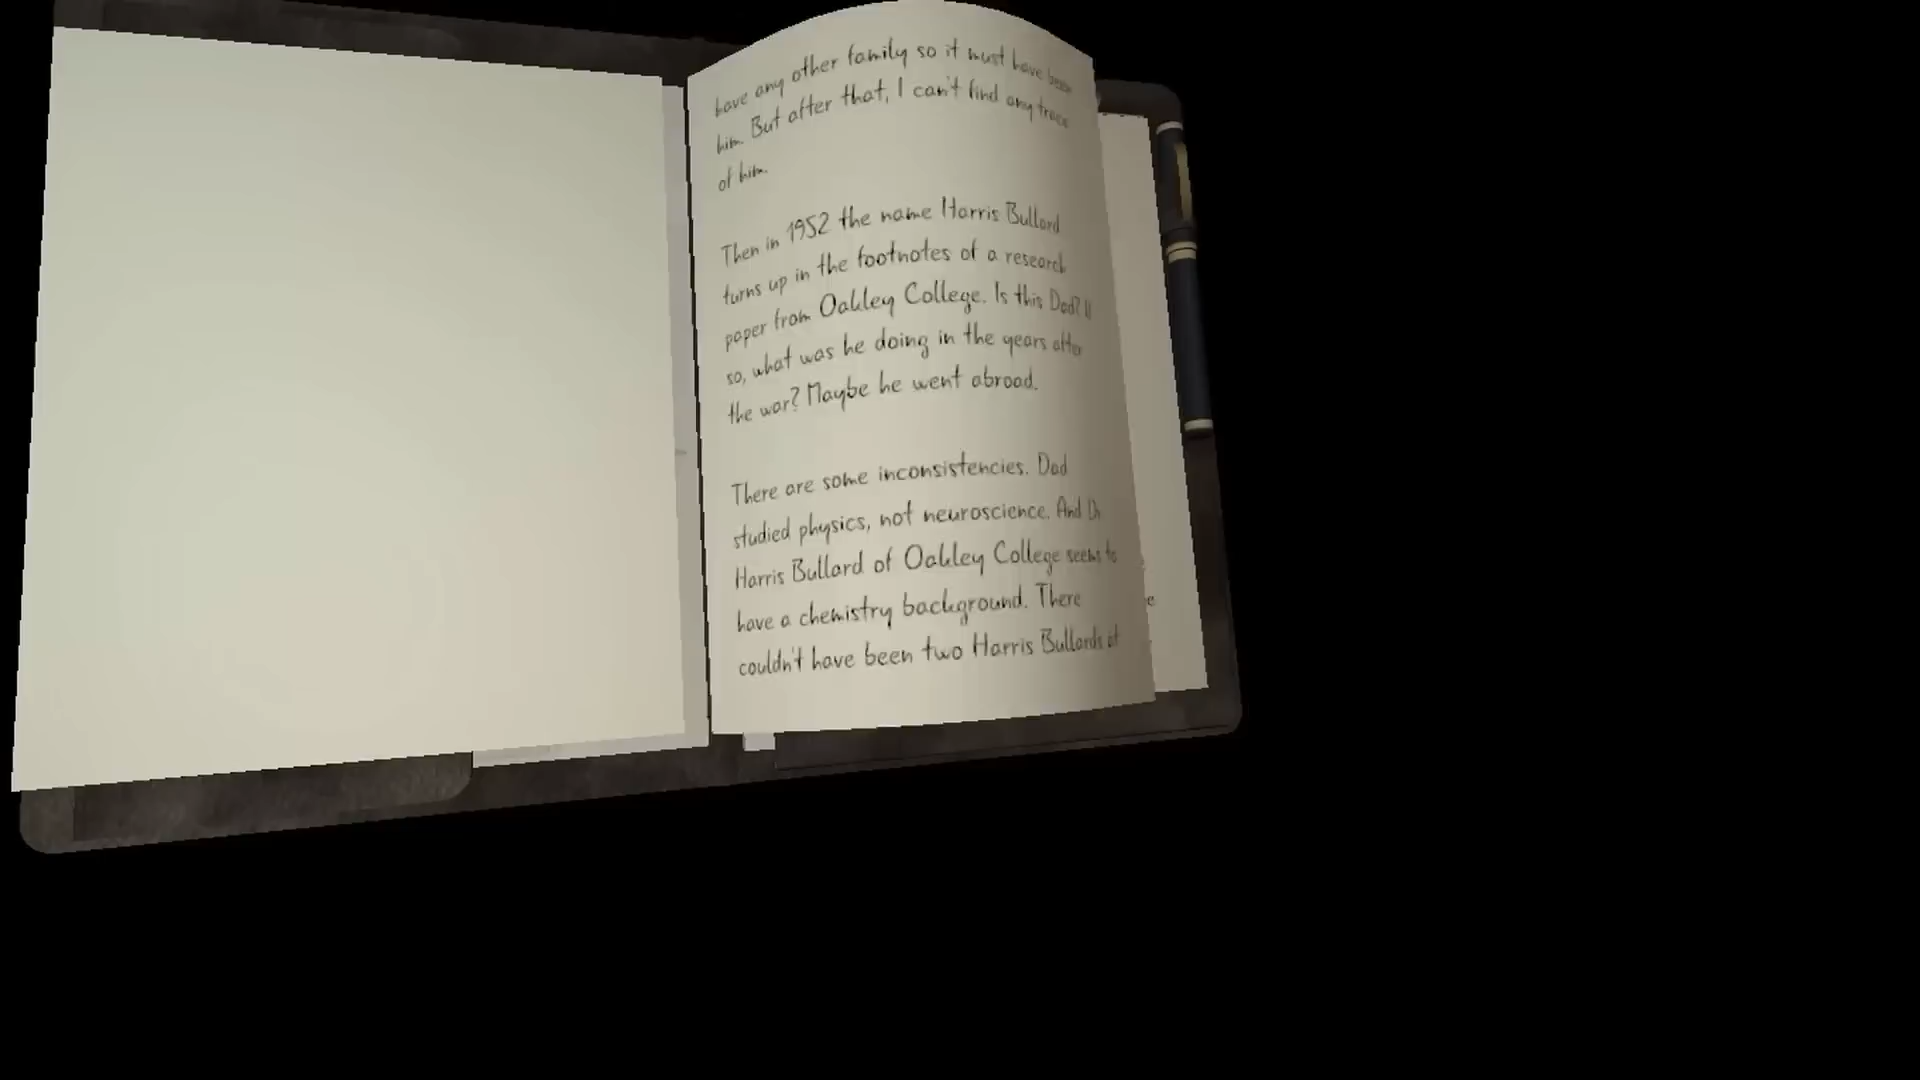 have any other family so it must have been
him. But after that, I can't find any trace
of him.
Then in 1952 the name Harris Bullard
turns up in the footnotes of a research
paper from Oakley College. Is this Dad? If
so, what was he doing in the years after
the war? Maybe he went abroad.
There are some inconsistencies. Dad
studied physics, not neuroscience. And Dr
Harris Bullard of Oakley College seems to
have a chemistry background. There
couldn't have been two Harris Bullards at